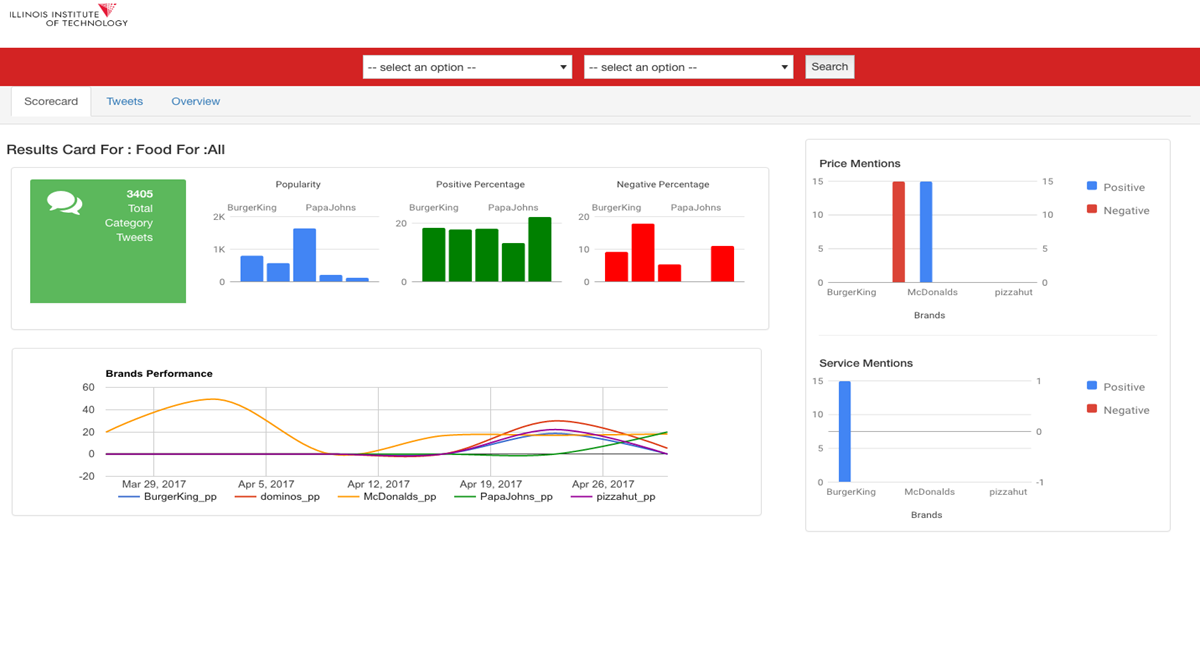 ILLINOIS INSTITUTE
OF TECHNOLOGY
-- select an option --
-- select an option --
Search
Scorecard
Tweets
Overview
Results Card For : Food For :All
3405
Total
Category
Tweets
Popularity
BurgerKing PapaJohns
2K
1K
0
Positive Percentage
BurgerKing PapaJohns
20
0
Negative Percentage
BurgerKing PapaJohns
20
10
0
Brands Performance
60
40
20
0
-20
Mar 29, 2017 Apr 5, 2017 Apr 12, 2017 Apr 19, 2017 Apr 26, 2017
BurgerKing_pp dominos_pp McDonalds_pp PapaJohns_pp pizzahut_pp
Price Mentions
15 15
10 10
5 5
0 0
BurgerKing McDonalds pizzahut
Brands
Positive
Negative
Service Mentions
15 1
10
0
5
0 -1
BurgerKing McDonalds pizzahut
Brands
Positive
Negative